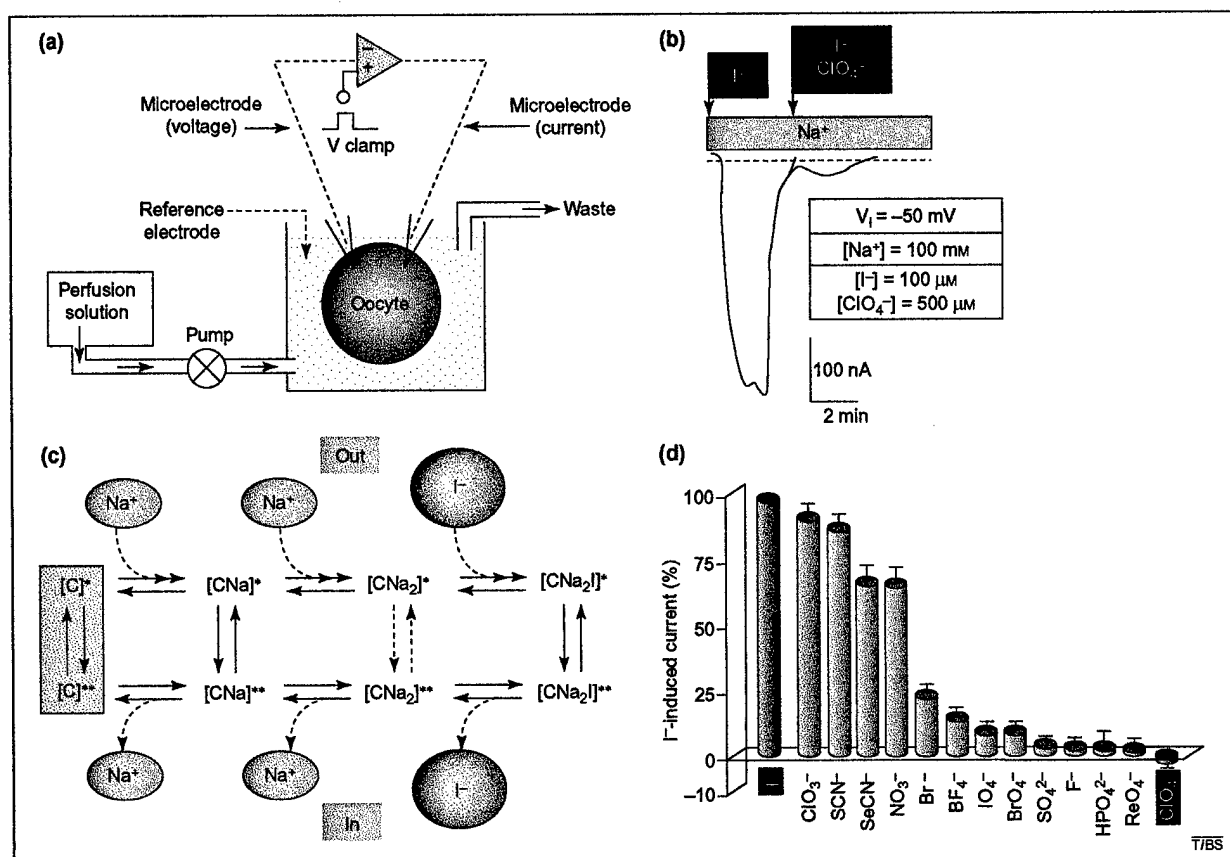 (a)
Microelectrode
(voltage)
V clamp
Microelectrode
(current)
Reference
electrode
Waste
Perfusion
solution
Pump
Oocyte
(b)
I⁻
I⁻
ClO₄⁻
Na⁺
Vᵢ = –50 mV
[Na⁺] = 100 mM
[I⁻] = 100 μM
[ClO₄⁻] = 500 μM
100 nA
2 min
(c)
Out
Na⁺
Na⁺
I⁻
[C]*
[CNa]*
[CNa₂]*
[CNa₂I]*
[C]**
[CNa]**
[CNa₂]**
[CNa₂I]**
Na⁺
Na⁺
I⁻
In
(d)
I⁻-induced current (%)
100
75
50
25
0
–10
I⁻
ClO₃⁻
SCN⁻
SeCN⁻
NO₃⁻
Br⁻
BF₄⁻
IO₄⁻
BrO₄⁻
SO₄²⁻
F⁻
HPO₄²⁻
ReO₄⁻
ClO₄⁻
TiBS